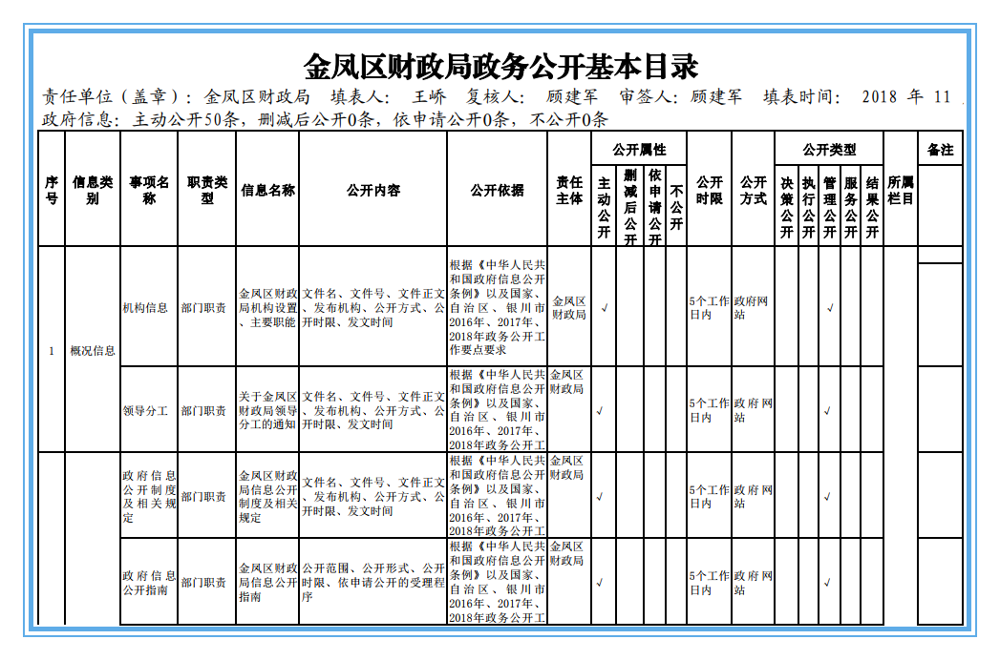 金凤区财政局政务公开基本目录
责任单位（盖章）：金凤区财政局 填表人： 王峤 复核人： 顾建军 审签人：顾建军 填表时间： 2018 年 11
政府信息：主动公开50条，删减后公开0条，依申请公开0条，不公开0条
序号
信息类别
事项名称
职责类型
信息名称
公开内容
公开依据
责任主体
公开属性
主动公开
删减后公开
依申请公开
不公开
公开时限
公开方式
公开类型
决策公开
执行公开
管理公开
服务公开
结果公开
所属栏目
备注
1
概况信息
机构信息
部门职责
金凤区财政
局机构设置
、主要职能
文件名、文件号、文件正文
、发布机构、公开方式、公
开时限、发文时间
根据《中华人民共
和国政府信息公开
条例》以及国家、
自治区、银川市
2016年、2017年、
2018年政务公开工
作要点要求
金凤区
财政局
√
5个工作
日内
政府网
站
√
领导分工
部门职责
关于金凤区
财政局领导
分工的通知
文件名、文件号、文件正文
、发布机构、公开方式、公
开时限、发文时间
根据《中华人民共
和国政府信息公开
条例》以及国家、
自治区、银川市
2016年、2017年、
2018年政务公开工
金凤区
财政局
√
5个工作
日内
政府网
站
√
政府信息
公开制度
及相关规
定
部门职责
金凤区财政
局信息公开
制度及相关
规定
文件名、文件号、文件正文
、发布机构、公开方式、公
开时限、发文时间
根据《中华人民共
和国政府信息公开
条例》以及国家、
自治区、银川市
2016年、2017年、
2018年政务公开工
金凤区
财政局
√
5个工作
日内
政府网
站
√
政府信息
公开指南
部门职责
金凤区财政
局信息公开
指南
公开范围、公开形式、公开
时限、依申请公开的受理程
序
根据《中华人民共
和国政府信息公开
条例》以及国家、
自治区、银川市
2016年、2017年、
2018年政务公开工
金凤区
财政局
√
5个工作
日内
政府网
站
√